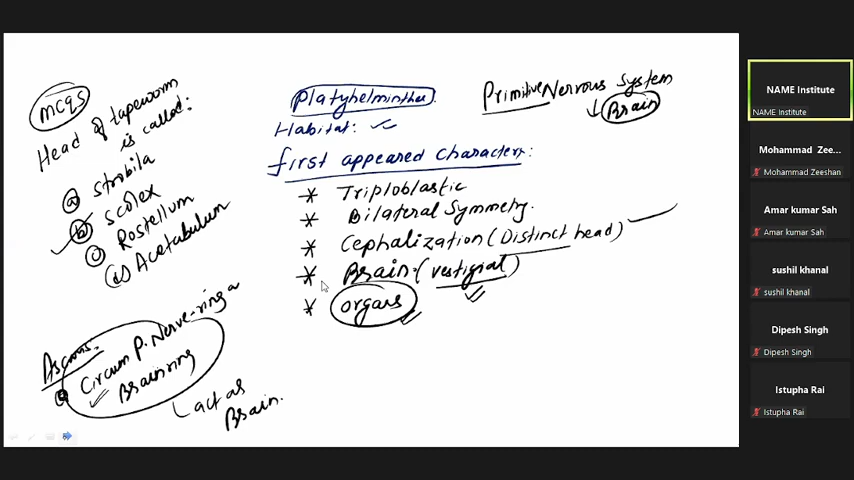 MCQS
Head of tapeworm
is called:
(a) Strobila
(b) Scolex
(c) Rostellum
(d) Acetabulum
Ascaris.
Circum P. Nerve-ring a
Brain ring
act as
Brain.
Platyhelminthes
Habitat:
first appeared characters:
Triploblastic
Bilateral Symmetry.
Cephalization (Distinct head)
Brain. (vestigial)
organs
Primitive Nervous System
Brain
NAME Institute
NAME Institute
Mohammad Zee...
Mohammad Zeeshan
Amar kumar Sah
Amar kumar Sah
sushil khanal
sushil khanal
Dipesh Singh
Dipesh Singh
Istupha Rai
Istupha Rai